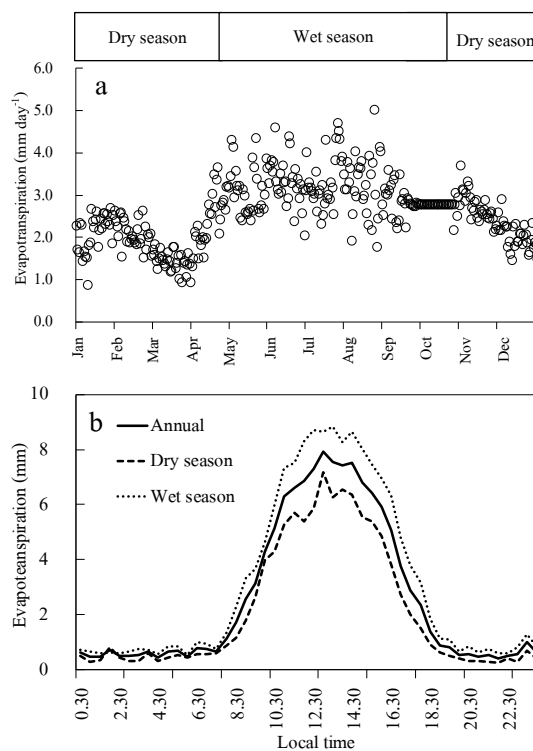 Dry season Wet season Dry season
a
Evapotranspiration (mm day-1)
6.0
5.0
4.0
3.0
2.0
1.0
0.0
Jan Feb Mar Apr May Jun Jul Aug Sep Oct Nov Dec
b
Annual
Dry season
Wet season
Evapoteanspiration (mm)
10
8
6
4
2
0
0.30 2.30 4.30 6.30 8.30 10.30 12.30 14.30 16.30 18.30 20.30 22.30
Local time